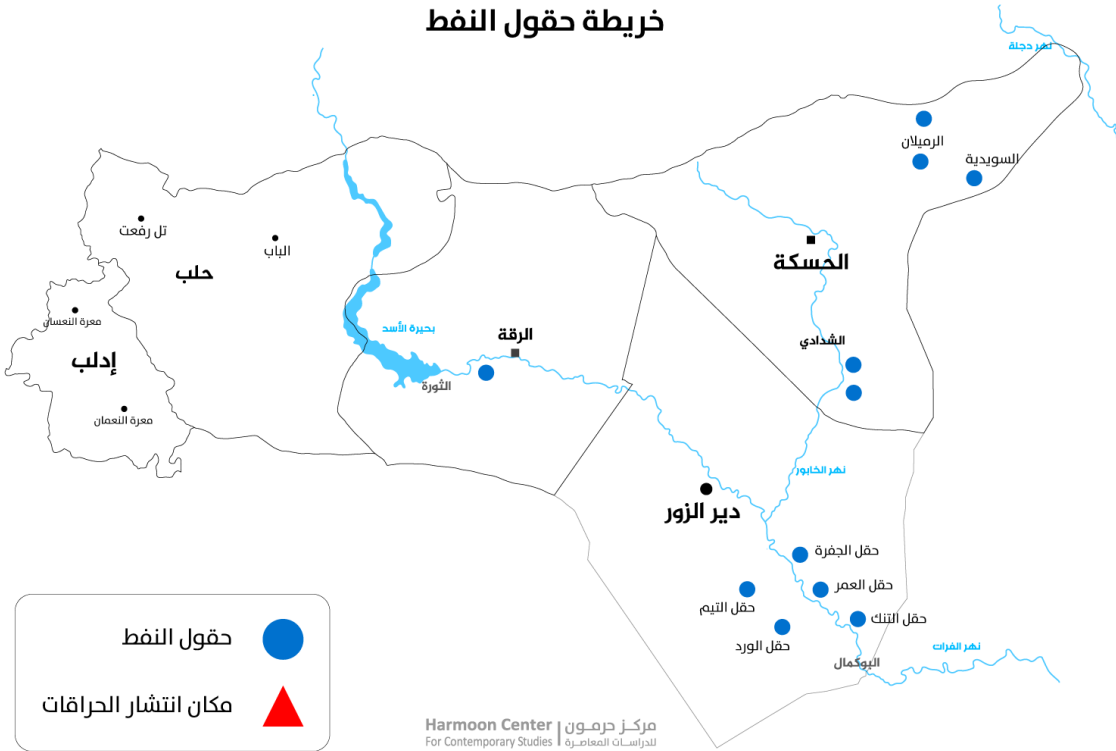 خريطة حقول النفط
نهر دجلة
الرميلان
السويدية
تل رفعت
الباب
حلب
الحسكة
معرة النعسان
إدلب
بحيرة الأسد
الرقة
الشدادي
الثورة
معرة النعمان
نهر الخابور
دير الزور
حقل الجفرة
حقل العمر
حقل التيم
حقل التنك
حقل الورد
نهر الفرات
البوكمال
حقول النفط
مكان انتشار الحراقات
Harmoon Center
For Contemporary Studies
مركز حرمون
للدراسات المعاصرة